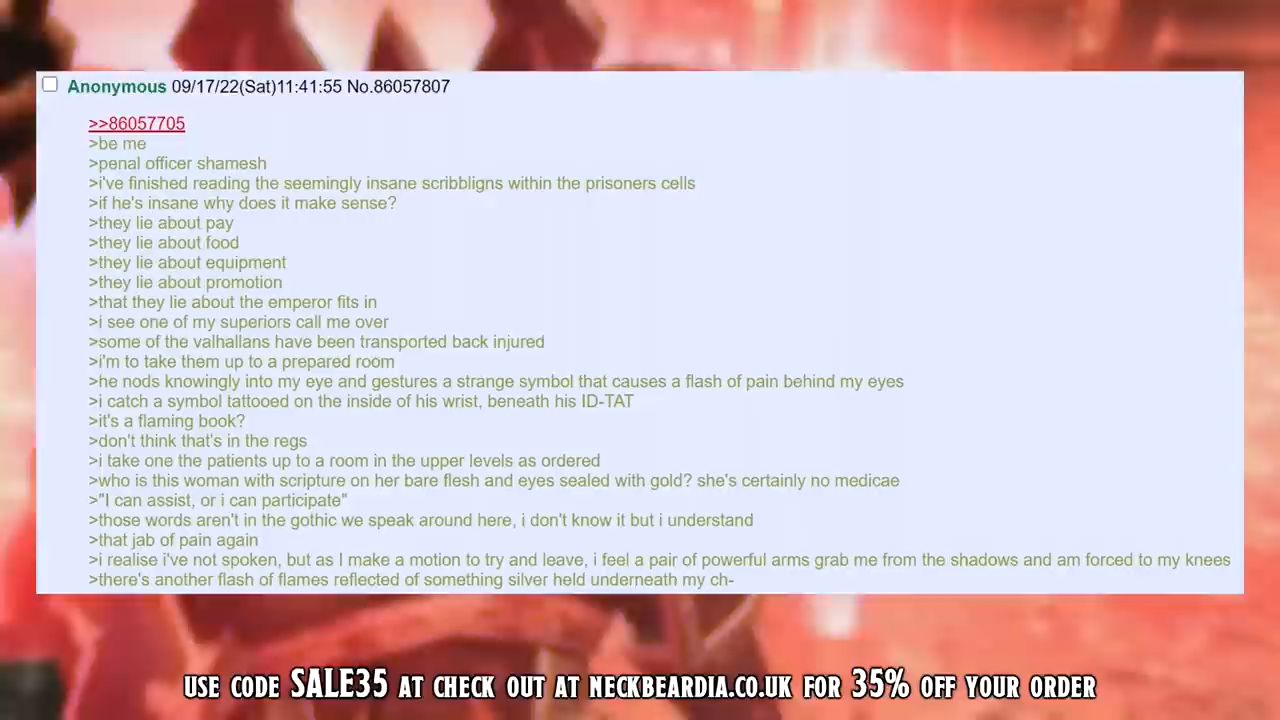 Anonymous 09/17/22(Sat)11:41:55 No.86057807
>>86057705
>be me
>penal officer shamesh
>i've finished reading the seemingly insane scribbligns within the prisoners cells
>if he's insane why does it make sense?
>they lie about pay
>they lie about food
>they lie about equipment
>they lie about promotion
>that they lie about the emperor fits in
>i see one of my superiors call me over
>some of the valhallans have been transported back injured
>i'm to take them up to a prepared room
>he nods knowingly into my eye and gestures a strange symbol that causes a flash of pain behind my eyes
>i catch a symbol tattooed on the inside of his wrist, beneath his ID-TAT
>it's a flaming book?
>don't think that's in the regs
>i take one the patients up to a room in the upper levels as ordered
>who is this woman with scripture on her bare flesh and eyes sealed with gold? she's certainly no medicae
>"I can assist, or i can participate"
>those words aren't in the gothic we speak around here, i don't know it but i understand
>that jab of pain again
>i realise i've not spoken, but as I make a motion to try and leave, i feel a pair of powerful arms grab me from the shadows and am forced to my knees
>there's another flash of flames reflected of something silver held underneath my ch-
USE CODE SALE35 AT CHECK OUT AT NECKBEARDIA.CO.UK FOR 35% OFF YOUR ORDER